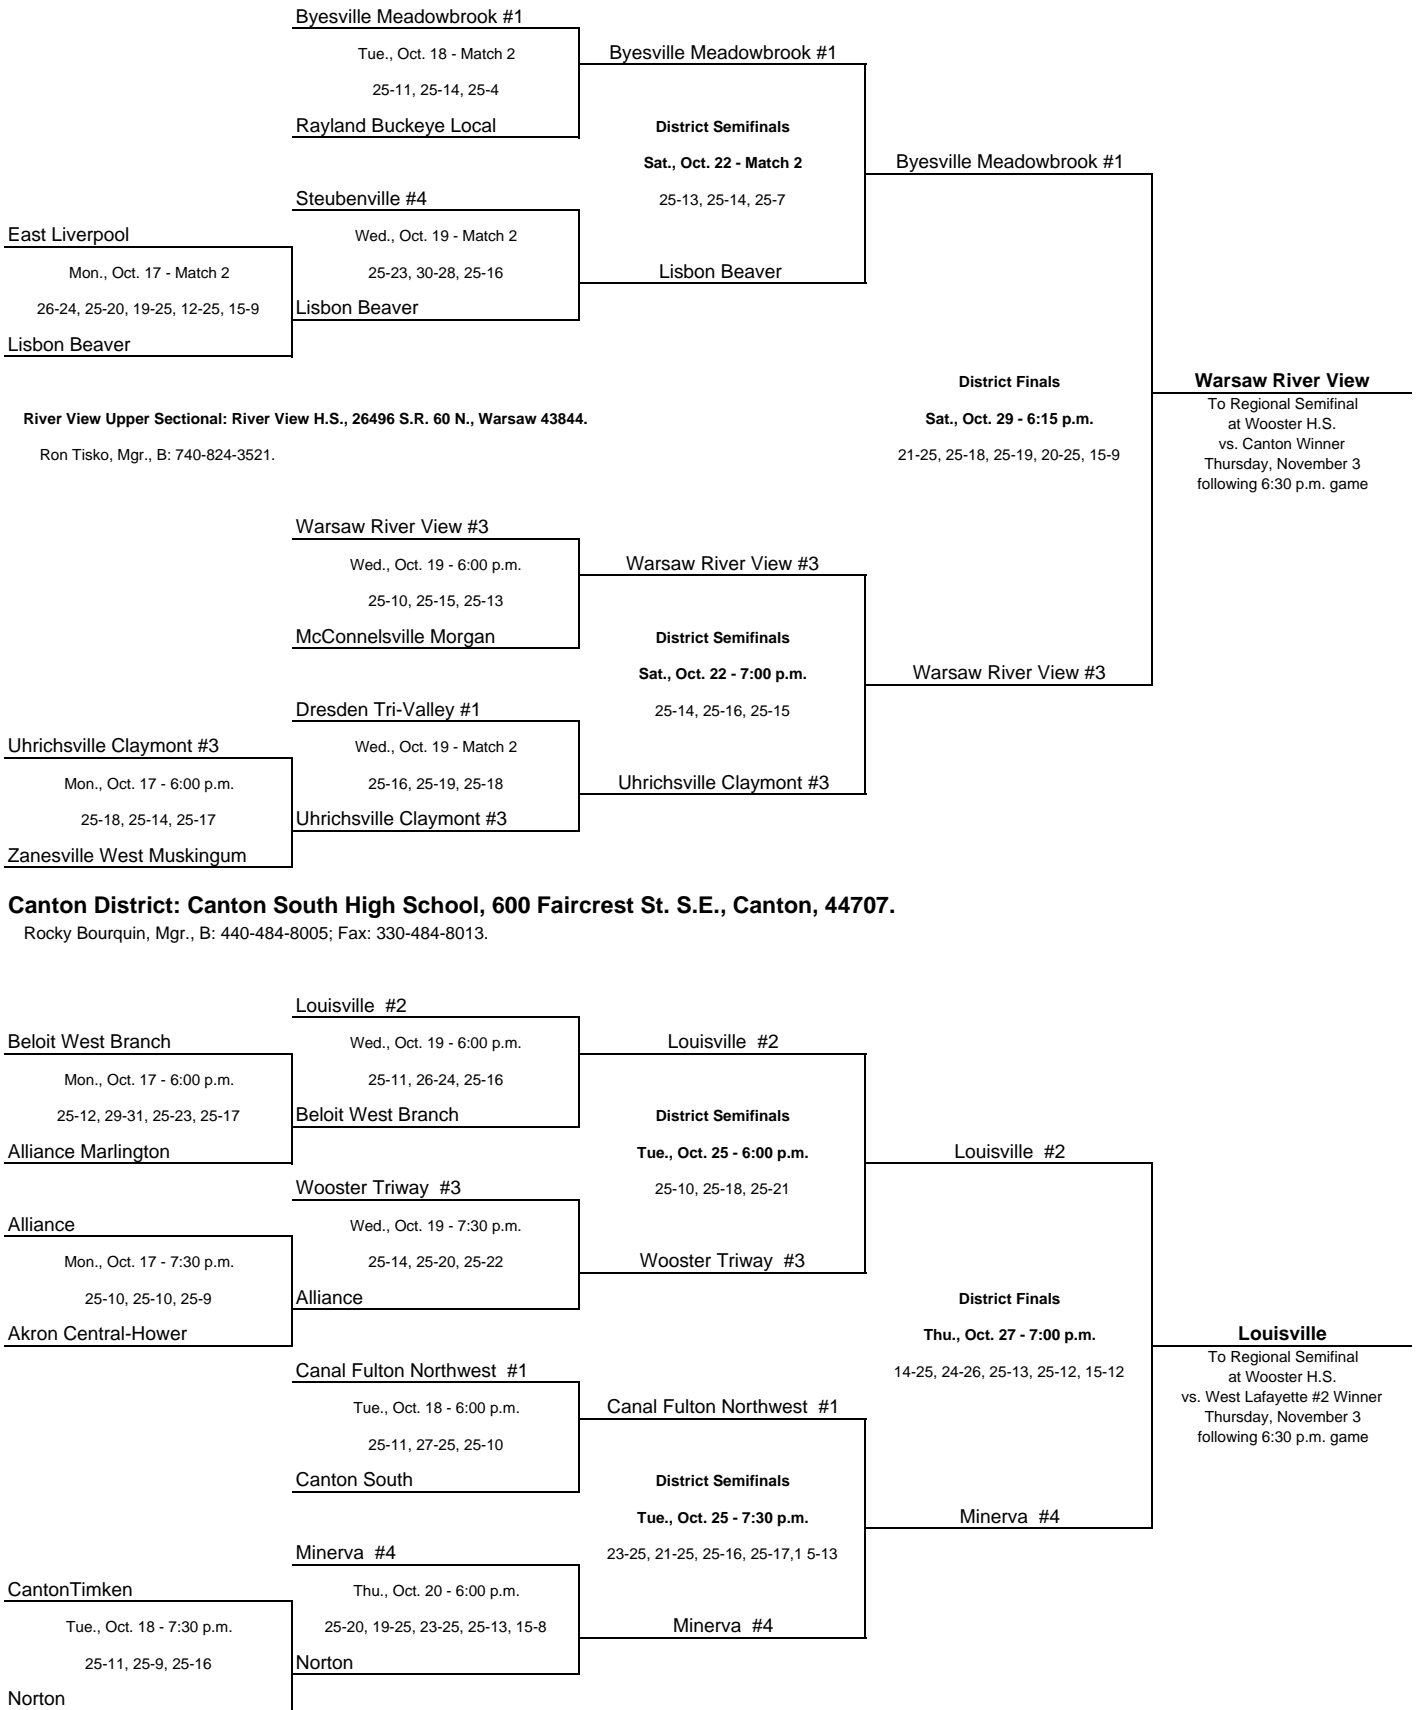 Byesville Meadowbrook #1
Tue., Oct. 18 - Match 2
Byesville Meadowbrook #1
25-11, 25-14, 25-4
Rayland Buckeye Local
District Semifinals
Sat., Oct. 22 - Match 2
Byesville Meadowbrook #1
Steubenville #4
25-13, 25-14, 25-7
East Liverpool
Wed., Oct. 19 - Match 2
Mon., Oct. 17 - Match 2
25-23, 30-28, 25-16
Lisbon Beaver
26-24, 25-20, 19-25, 12-25, 15-9
Lisbon Beaver
Lisbon Beaver
District Finals
Warsaw River View
To Regional Semifinal
River View Upper Sectional: River View H.S., 26496 S.R. 60 N., Warsaw 43844.
Sat., Oct. 29 - 6:15 p.m.
at Wooster H.S.
vs. Canton Winner
Ron Tisko, Mgr., B: 740-824-3521.
21-25, 25-18, 25-19, 20-25, 15-9
Thursday, November 3
following 6:30 p.m. game
Warsaw River View #3
Wed., Oct. 19 - 6:00 p.m.
Warsaw River View #3
25-10, 25-15, 25-13
McConnelsville Morgan
District Semifinals
Sat., Oct. 22 - 7:00 p.m.
Warsaw River View #3
Dresden Tri-Valley #1
25-14, 25-16, 25-15
Uhrichsville Claymont #3
Wed., Oct. 19 - Match 2
Mon., Oct. 17 - 6:00 p.m.
25-16, 25-19, 25-18
Uhrichsville Claymont #3
25-18, 25-14, 25-17
Uhrichsville Claymont #3
Zanesville West Muskingum
Canton District: Canton South High School, 600 Faircrest St. S.E., Canton, 44707.
Rocky Bourquin, Mgr., B: 440-484-8005; Fax: 330-484-8013.
Louisville #2
Beloit West Branch
Wed., Oct. 19 - 6:00 p.m.
Louisville #2
Mon., Oct. 17 - 6:00 p.m.
25-11, 26-24, 25-16
25-12, 29-31, 25-23, 25-17
Beloit West Branch
District Semifinals
Alliance Marlington
Tue., Oct. 25 - 6:00 p.m.
Louisville #2
Wooster Triway #3
25-10, 25-18, 25-21
Alliance
Wed., Oct. 19 - 7:30 p.m.
Mon., Oct. 17 - 7:30 p.m.
25-14, 25-20, 25-22
Wooster Triway #3
25-10, 25-10, 25-9
Alliance
District Finals
Akron Central-Hower
Thu., Oct. 27 - 7:00 p.m.
Louisville
To Regional Semifinal
Canal Fulton Northwest #1
14-25, 24-26, 25-13, 25-12, 15-12
at Wooster H.S.
vs. West Lafayette #2 Winner
Tue., Oct. 18 - 6:00 p.m.
Canal Fulton Northwest #1
Thursday, November 3
25-11, 27-25, 25-10
following 6:30 p.m. game
Canton South
District Semifinals
Tue., Oct. 25 - 7:30 p.m.
Minerva #4
Minerva #4
23-25, 21-25, 25-16, 25-17,1 5-13
CantonTimken
Thu., Oct. 20 - 6:00 p.m.
Tue., Oct. 18 - 7:30 p.m.
25-20, 19-25, 23-25, 25-13, 15-8
Minerva #4
25-11, 25-9, 25-16
Norton
Norton